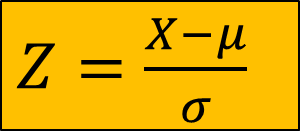 Z = (X − μ) / σ